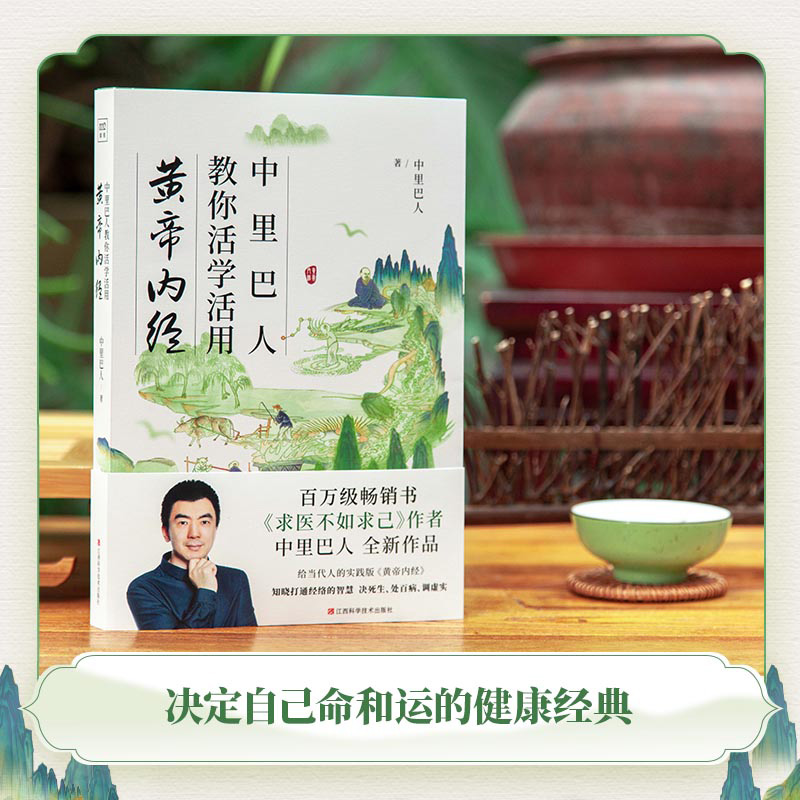 中里巴人
教你活学活用
黄帝内经
中里巴人 / 著
中里巴人教你活学活用
黄帝内经
中里巴人 / 著
百万级畅销书
《求医不如求己》作者
中里巴人 全新作品
给当代人的实践版《黄帝内经》
知晓打通经络的智慧 决死生、处百病、调虚实
江西科学技术出版社
决定自己命和运的健康经典